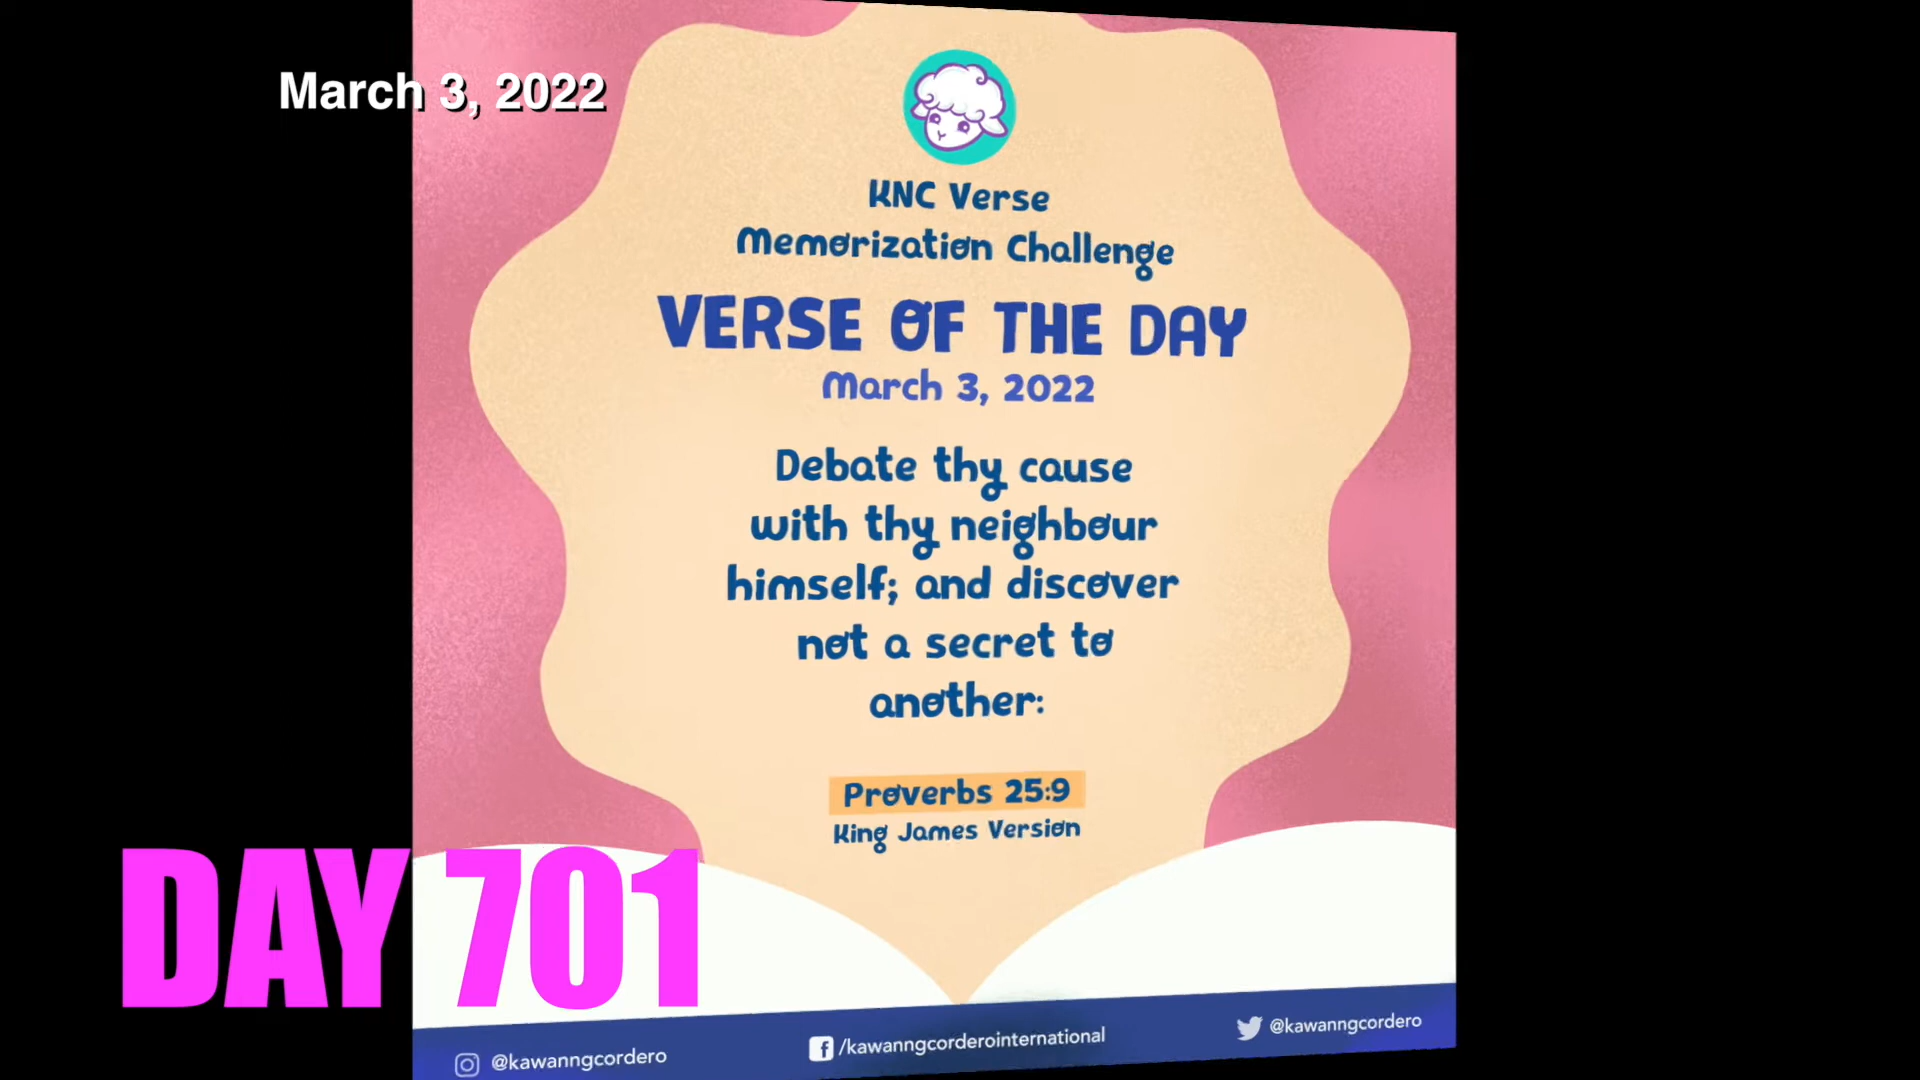 March 3, 2022
KNC Verse
Memorization Challenge
VERSE OF THE DAY
March 3, 2022
Debate thy cause
with thy neighbour
himself; and discover
not a secret to
another:
Proverbs 25:9
King James Version
DAY 701
@kawanngcordero
/kawanngcorderointernational
@kawanngcordero